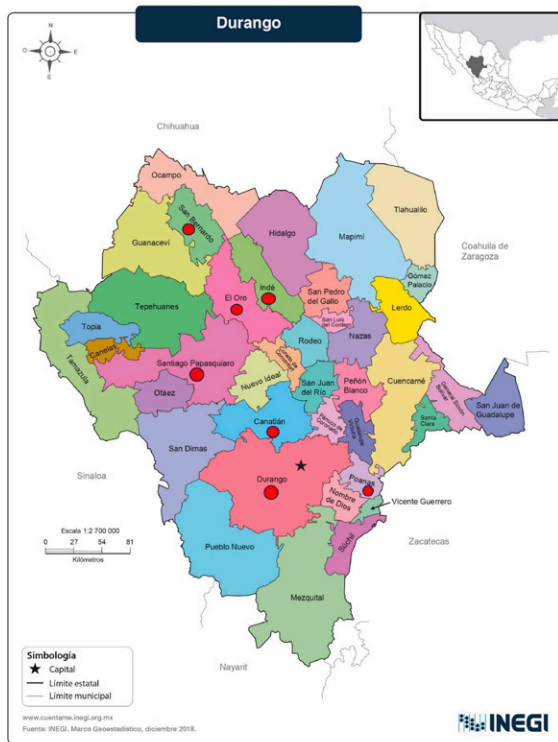 Durango
N
O
E
S
Chihuahua
Ocampo
San Bernardo
Guanaceví
Hidalgo
Mapimí
Tlahualilo
Coahuila de
Zaragoza
Gómez
Palacio
Indé
El Oro
San Pedro
del Gallo
Lerdo
Tepehuanes
San Luis
del Cordero
Topia
Canelas
Tamazula
Santiago Papasquiaro
Rodeo
Nazas
Nuevo Ideal
Otáez
San Juan
del Río
Peñón
Blanco
Cuencamé
General Simón
Bolívar
San Juan de
Guadalupe
Santa
Clara
Canatlán
Pánuco de
Coronado
Guadalupe
Victoria
San Dimas
Sinaloa
Durango
Poanas
Nombre
de Dios
Vicente Guerrero
Súchil
Zacatecas
Escala 1:2 700 000
0 27 54 81
Kilómetros
Pueblo Nuevo
Mezquital
Nayarit
Simbología
Capital
Límite estatal
Límite municipal
www.cuentame.inegi.org.mx
Fuente: INEGI. Marco Geoestadístico, diciembre 2018.
INEGI